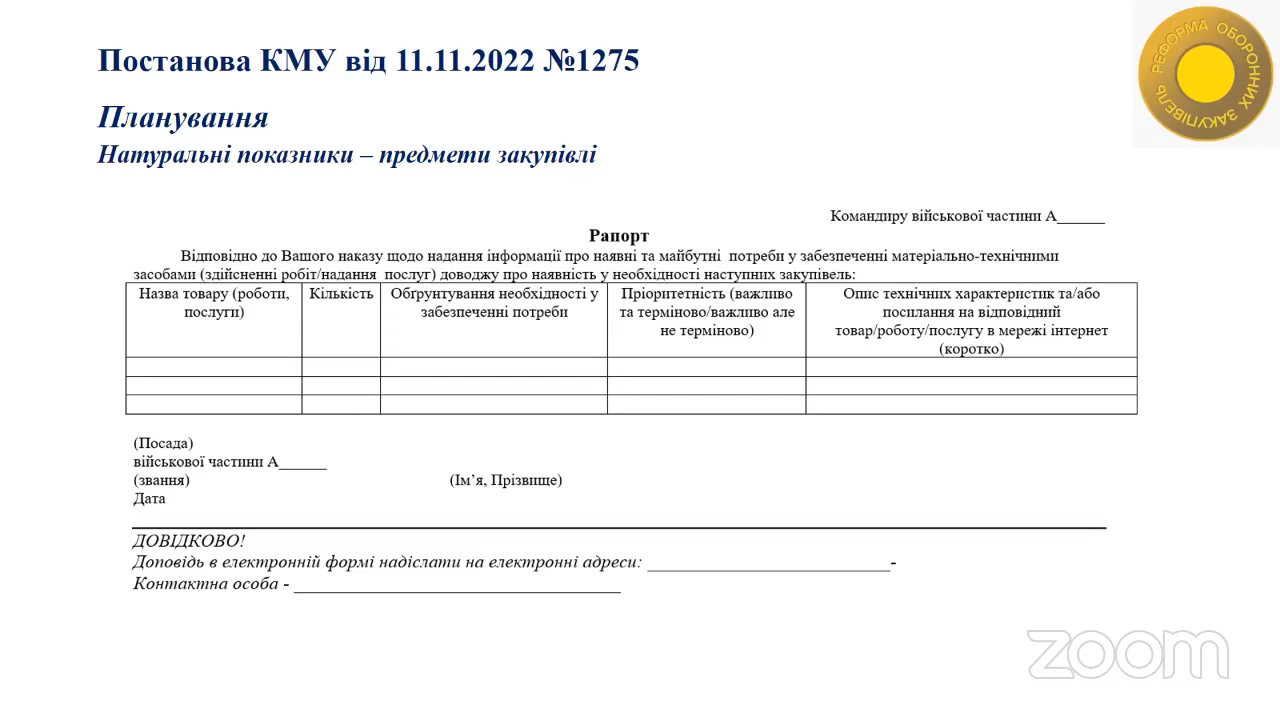 Постанова КМУ від 11.11.2022 №1275
РЕФОРМА ОБОРОННИХ ЗАКУПІВЕЛЬ
Планування
Натуральні показники – предмети закупівлі
Командиру військової частини А______
Рапорт
Відповідно до Вашого наказу щодо надання інформації про наявні та майбутні потреби у забезпеченні матеріально-технічними
засобами (здійсненні робіт/надання послуг) доводжу про наявність у необхідності наступних закупівель:
Назва товару (роботи,
послуги)
Кількість
Обґрунтування необхідності у
забезпеченні потреби
Пріоритетність (важливо
та терміново/важливо але
не терміново)
Опис технічних характеристик та/або
посилання на відповідний
товар/роботу/послугу в мережі інтернет
(коротко)
(Посада)
військової частини А______
(звання) (Ім’я, Прізвище)
Дата
ДОВІДКОВО!
Доповідь в електронній формі надіслати на електронні адреси: __________________________-
Контактна особа - ___________________________________
zoom